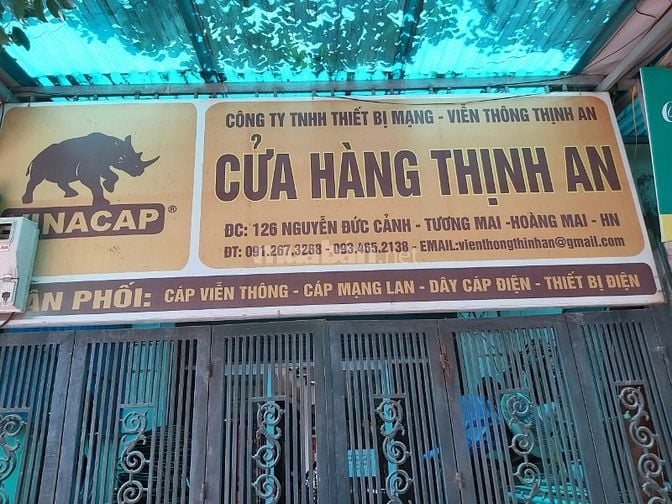 CÔNG TY TNHH THIẾT BỊ MẠNG - VIỄN THÔNG THỊNH AN
CỬA HÀNG THỊNH AN
INACAP ®
ĐC: 126 NGUYỄN ĐỨC CẢNH - TƯƠNG MAI -HOÀNG MAI - HN
ĐT: 091.267.3268 - 093.465.2138 - EMAIL:vienthongthinhan@gmail.com
ÂN PHỐI: CÁP VIỄN THÔNG - CÁP MẠNG LAN - DÂY CÁP ĐIỆN - THIẾT BỊ ĐIỆN